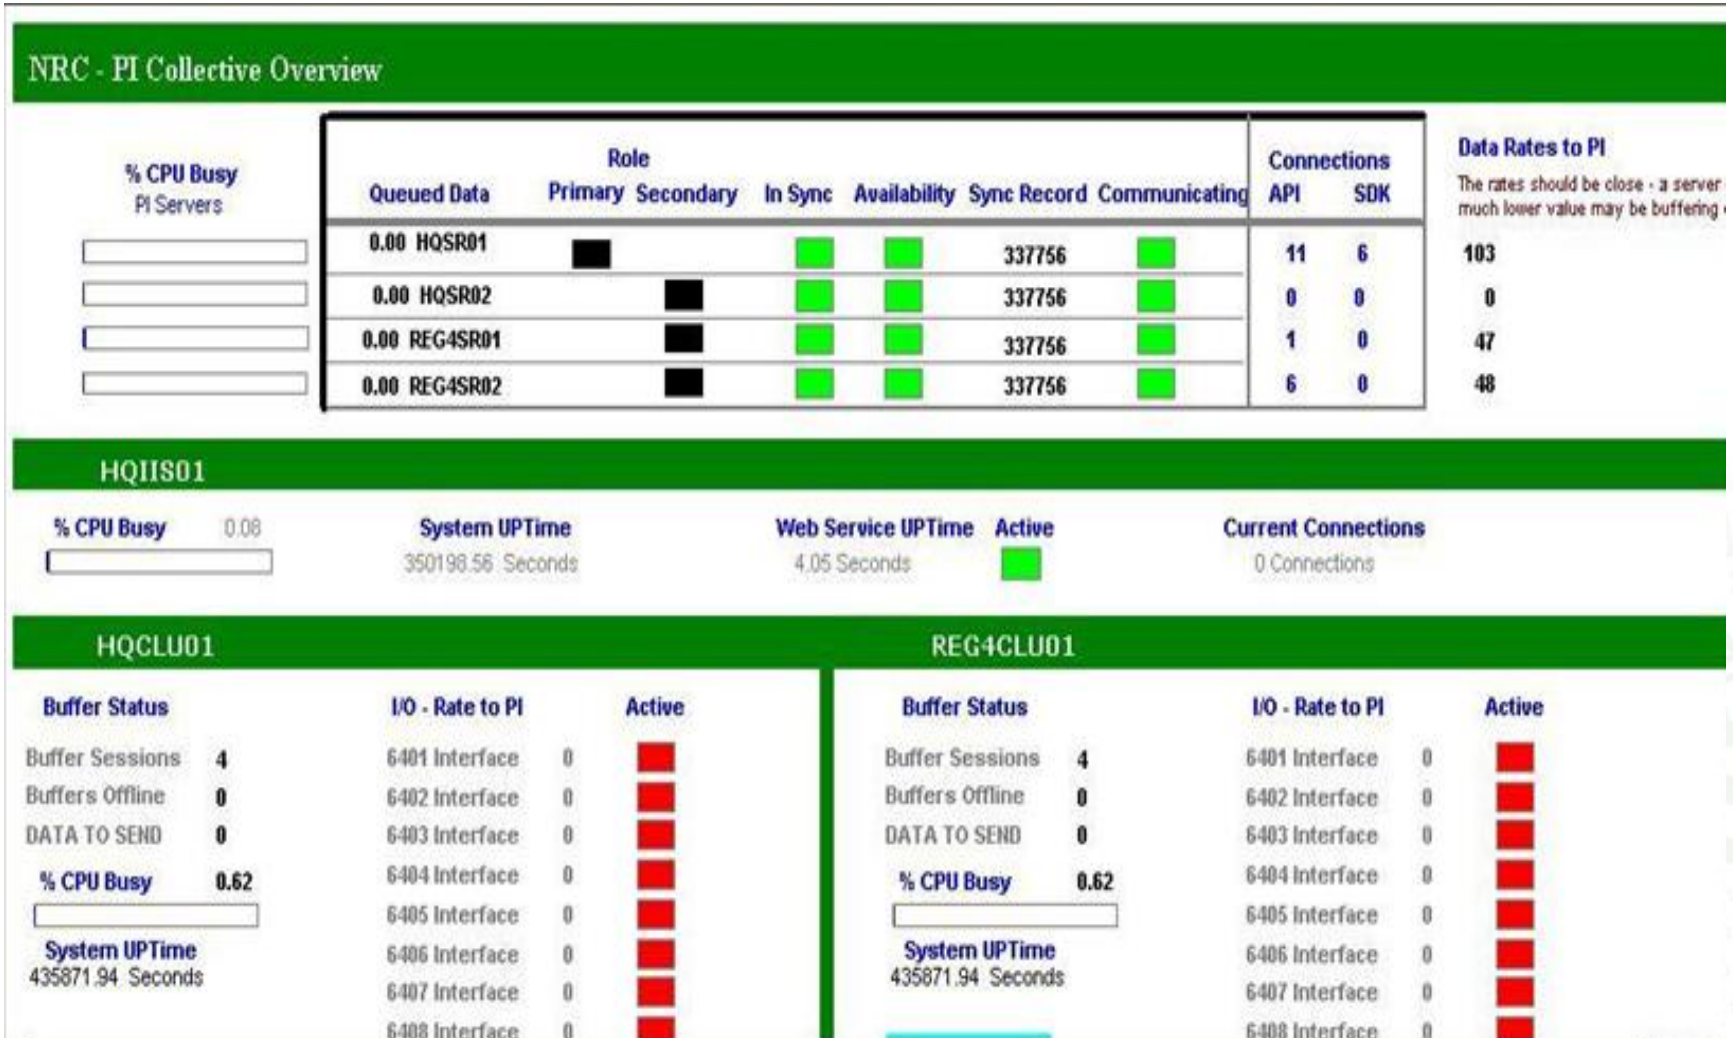 NRC - PI Collective Overview
% CPU Busy
PI Servers
Role
Queued Data Primary Secondary In Sync Availability Sync Record Communicating
Connections
API SDK
Data Rates to PI
The rates should be close - a server
much lower value may be buffering
0.00 HQSR01 337756 11 6 103
0.00 HQSR02 337756 0 0 0
0.00 REG4SR01 337756 1 0 47
0.00 REG4SR02 337756 6 0 48
HQIIS01
% CPU Busy 0.08 System UPTime Web Service UPTime Active Current Connections
350198.56 Seconds 4.05 Seconds 0 Connections
HQCLU01
Buffer Status I/O - Rate to PI Active
Buffer Sessions 4 6401 Interface 0
Buffers Offline 0 6402 Interface 0
DATA TO SEND 0 6403 Interface 0
% CPU Busy 0.62 6404 Interface 0
6405 Interface 0
System UPTime 6406 Interface 0
435871.94 Seconds 6407 Interface 0
6408 Interface 0
REG4CLU01
Buffer Status I/O - Rate to PI Active
Buffer Sessions 4 6401 Interface 0
Buffers Offline 0 6402 Interface 0
DATA TO SEND 0 6403 Interface 0
% CPU Busy 0.62 6404 Interface 0
6405 Interface 0
System UPTime 6406 Interface 0
435871.94 Seconds 6407 Interface 0
6408 Interface 0